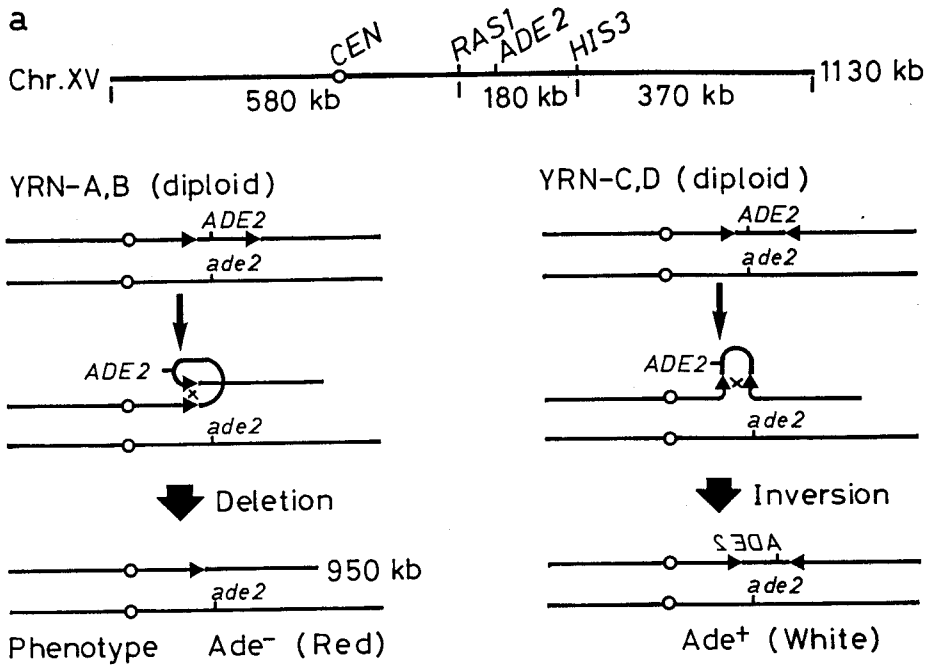 a
CEN
RAS1
ADE2
HIS3
Chr.XV
1130 kb
580 kb
180 kb
370 kb
YRN-A,B (diploid)
ADE2
ade2
ADE2
ade2
Deletion
950 kb
ade2
Phenotype Ade⁻ (Red)
YRN-C,D (diploid)
ADE2
ade2
ADE2
ade2
Inversion
ADE2
ade2
Ade⁺ (White)